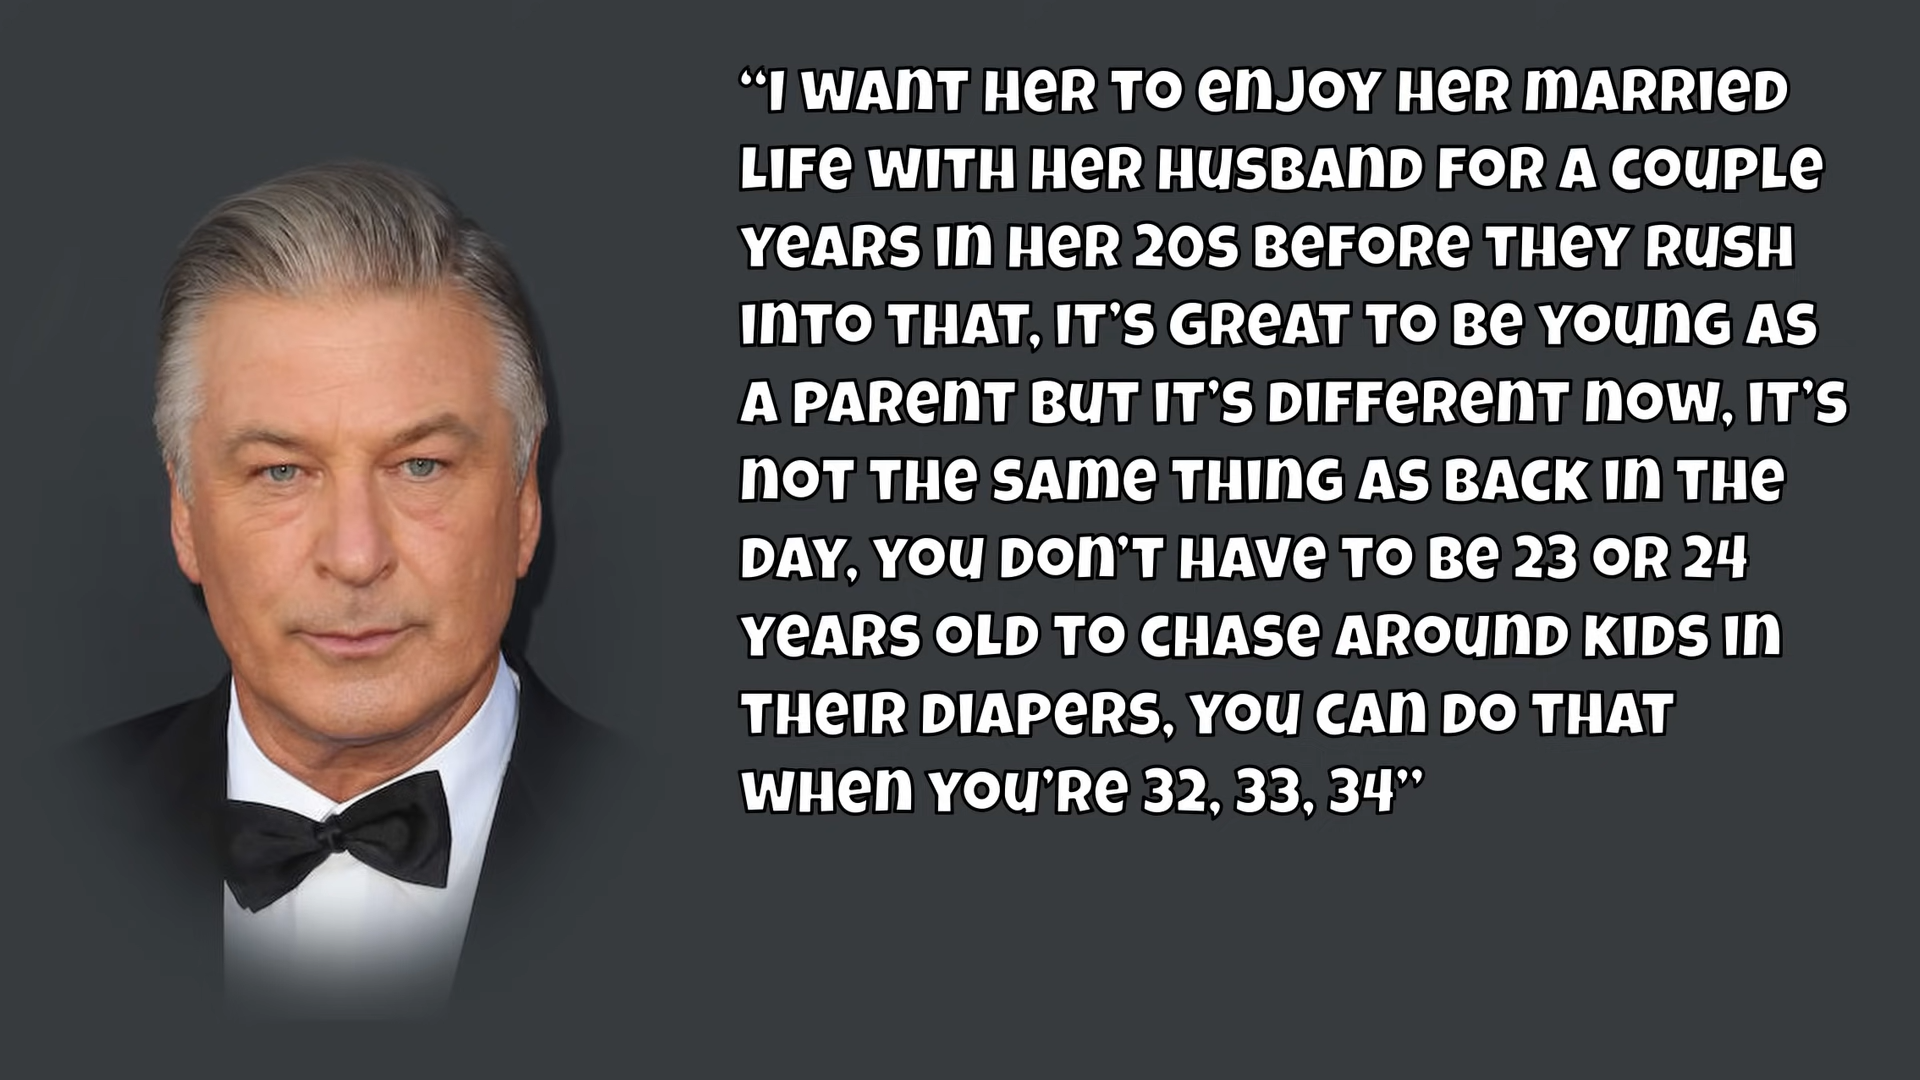 “I want her to enjoy her married
life with her husband for a couple
years in her 20s before they rush
into that, it’s great to be young as
a parent but it’s different now, it’s
not the same thing as back in the
day, you don’t have to be 23 or 24
years old to chase around kids in
their diapers, you can do that
when you’re 32, 33, 34”